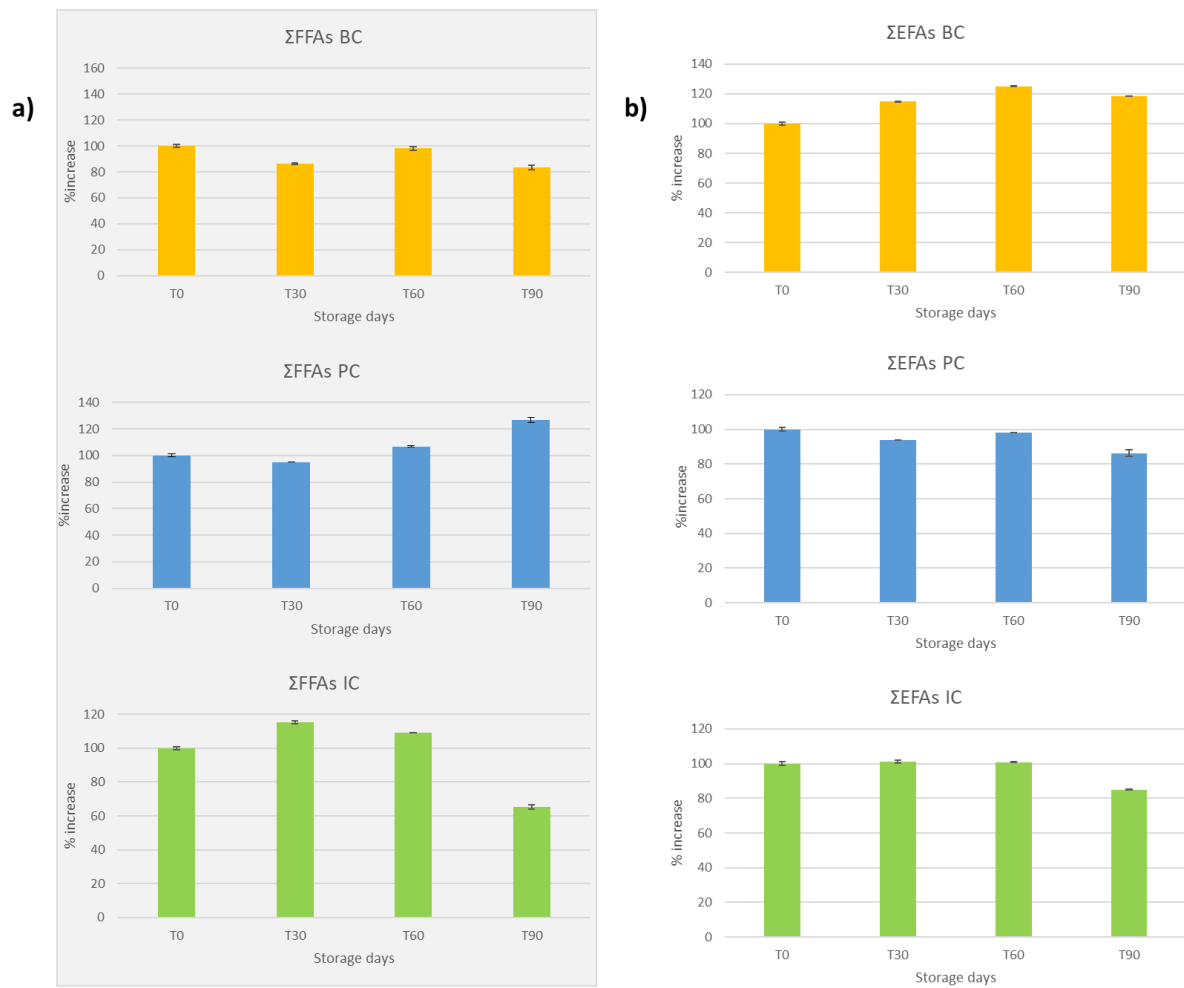 a)
ΣFFAs BC
%increase
160
140
120
100
80
60
40
20
0
T0 T30 T60 T90
Storage days
ΣFFAs PC
%increase
140
120
100
80
60
40
20
0
T0 T30 T60 T90
Storage days
ΣFFAs IC
% increase
120
100
80
60
40
20
0
T0 T30 T60 T90
Storage days
b)
ΣEFAs BC
% increase
140
120
100
80
60
40
20
0
T0 T30 T60 T90
Storage days
ΣEFAs PC
%increase
120
100
80
60
40
20
0
T0 T30 T60 T90
Storage days
ΣEFAs IC
% increase
120
100
80
60
40
20
0
T0 T30 T60 T90
Storage days